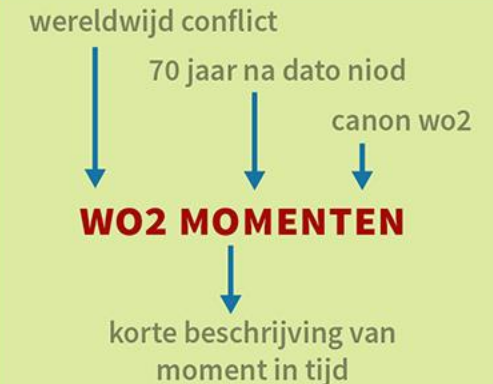 wereldwijd conflict
70 jaar na dato niod
canon wo2
WO2 MOMENTEN
korte beschrijving van
moment in tijd